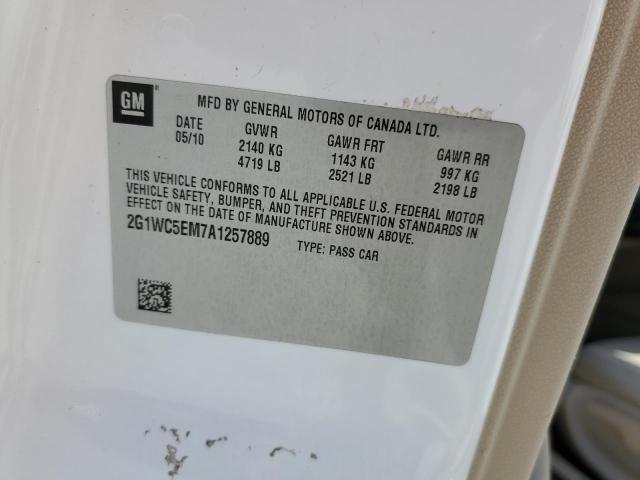 GM
MFD BY GENERAL MOTORS OF CANADA LTD.
DATE GVWR GAWR FRT GAWR RR
05/10 2140 KG 1143 KG 997 KG
4719 LB 2521 LB 2198 LB
THIS VEHICLE CONFORMS TO ALL APPLICABLE U.S. FEDERAL MOTOR
VEHICLE SAFETY, BUMPER, AND THEFT PREVENTION STANDARDS IN
EFFECT ON THE DATE OF MANUFACTURE SHOWN ABOVE.
2G1WC5EM7A1257889 TYPE: PASS CAR